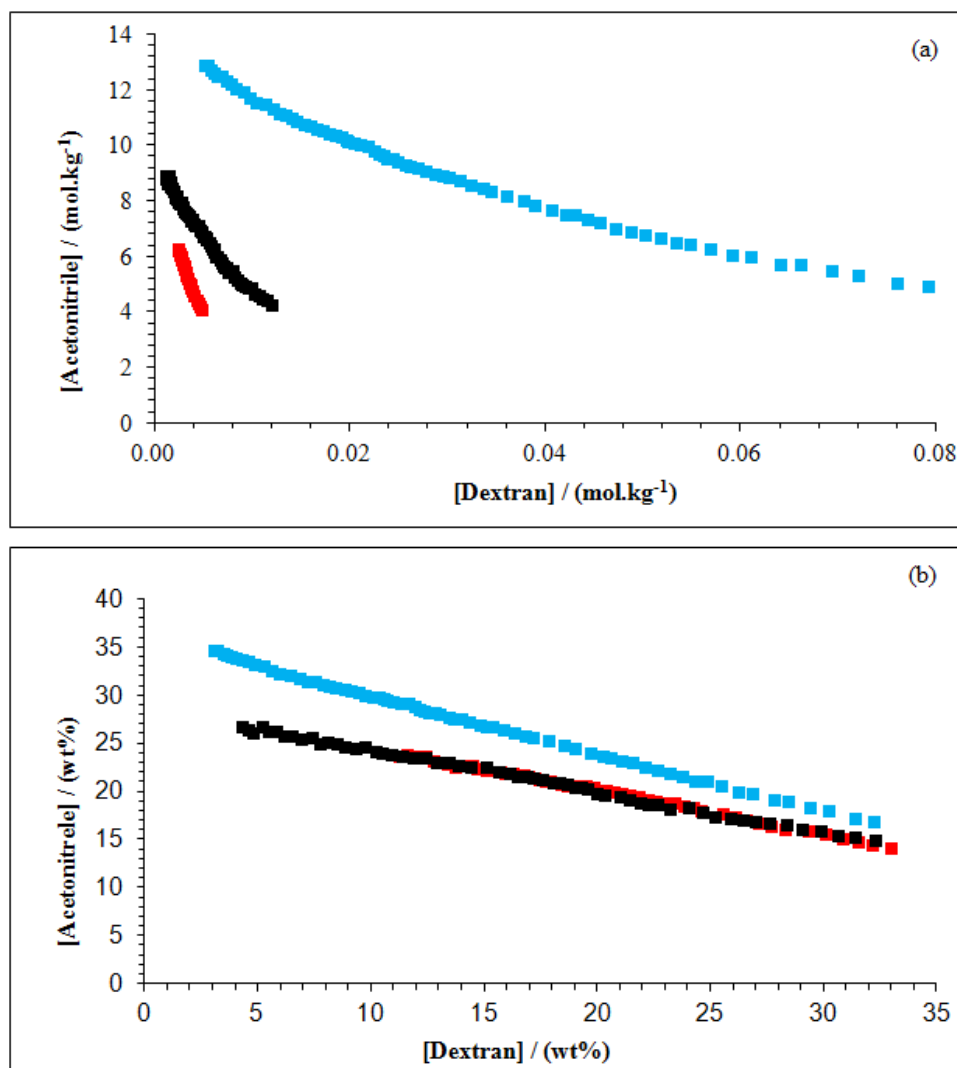 (a)
14
12
10
8
6
4
2
0
[Acetonitrile] / (mol.kg⁻¹)
0.00 0.02 0.04 0.06 0.08
[Dextran] / (mol.kg⁻¹)
(b)
40
35
30
25
20
15
10
5
0
[Acetonitrele] / (wt%)
0 5 10 15 20 25 30 35
[Dextran] / (wt%)